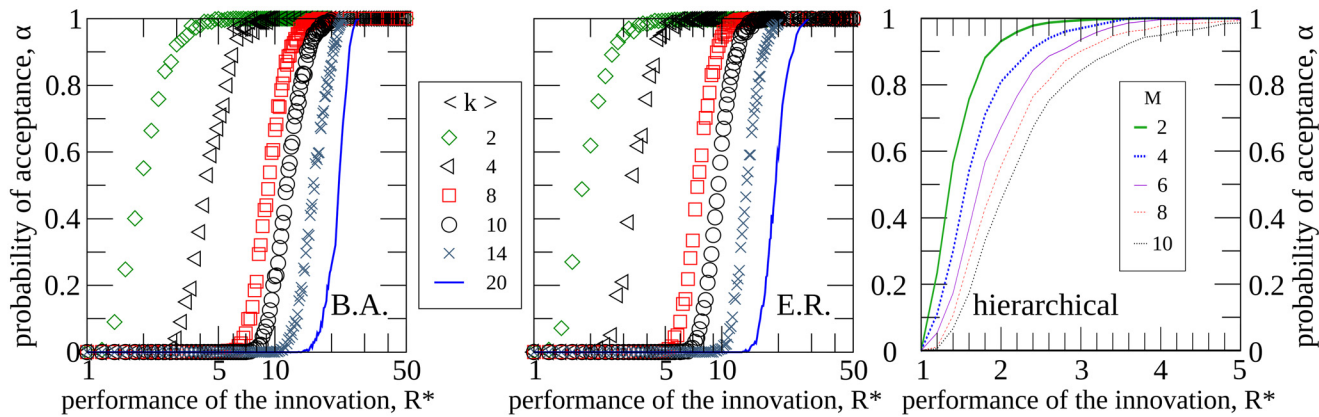 probability of acceptance, α
1
0.8
0.6
0.4
0.2
0
1 5 10 50
performance of the innovation, R*
B.A.
< k >
2
4
8
10
14
20
1 5 10 50
performance of the innovation, R*
E.R.
1
0.8
0.6
0.4
0.2
0
1 2 3 4 5
performance of the innovation, R*
hierarchical
M
2
4
6
8
10
1
0.8
0.6
0.4
0.2
0
probability of acceptance, α